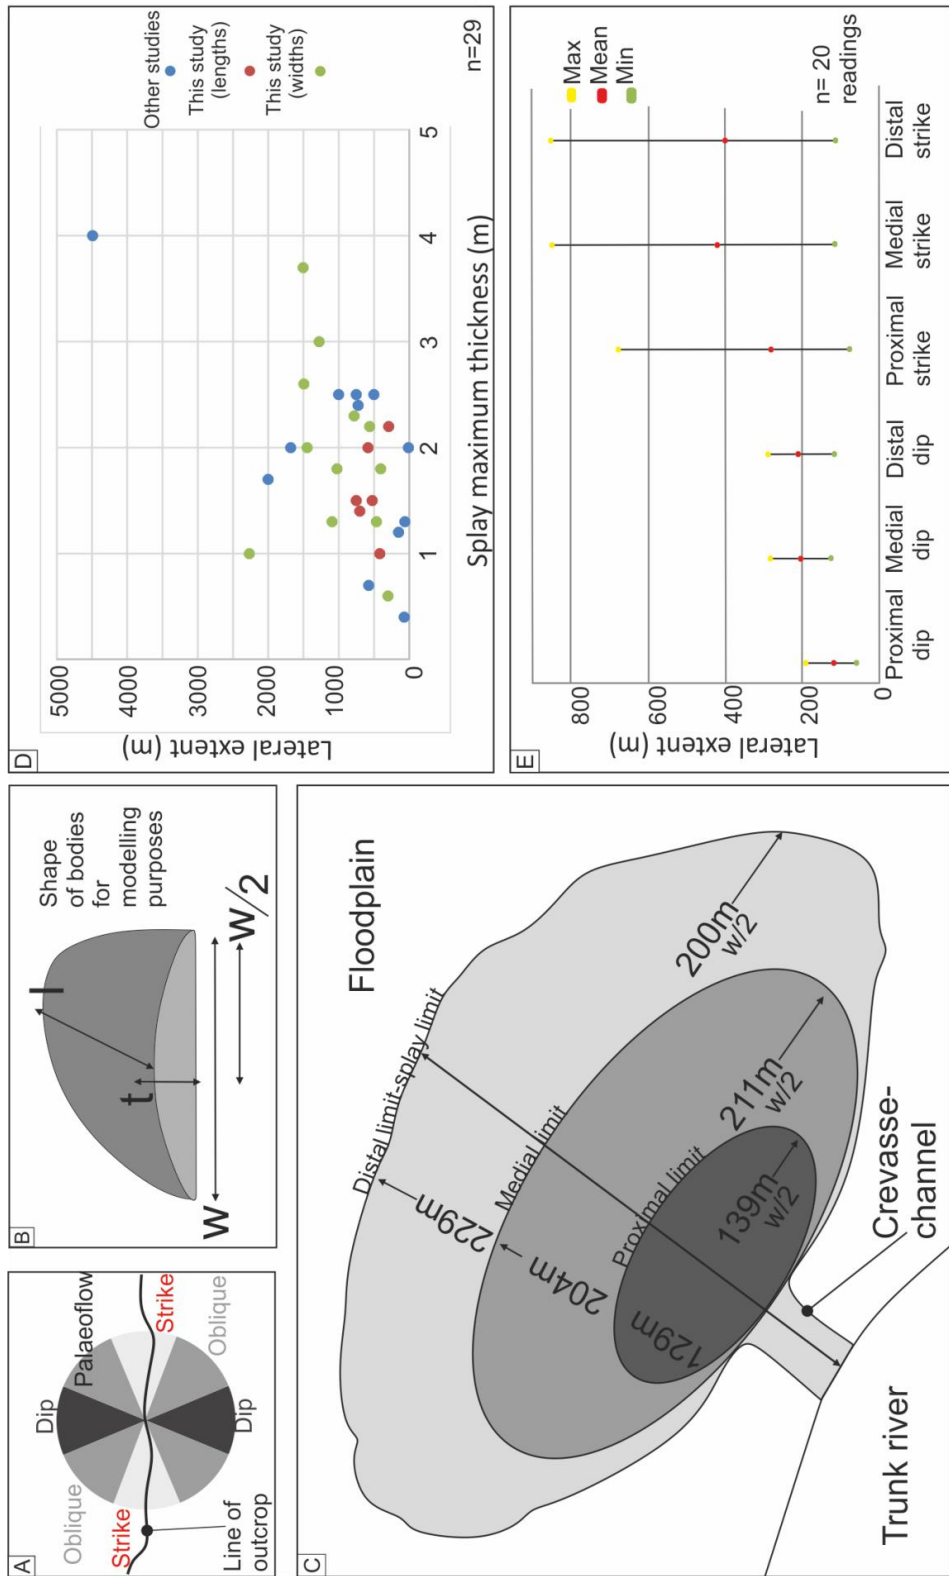 A
Oblique
Dip
Palaeoflow
Strike
Strike
Line of
outcrop
Dip
Oblique
B
w
t
l
w/2
Shape
of bodies
for
modelling
purposes
C
Floodplain
Distal limit-splay limit
229m
Medial limit
204m
Proximal limit
129m
139m
w/2
211m
w/2
200m
w/2
Trunk river
Crevasse-
channel
D
Lateral extent (m)
5000
4000
3000
2000
1000
0
1
2
3
4
5
Splay maximum thickness (m)
Other studies
This study
(lengths)
This study
(widths)
n=29
E
Lateral extent (m)
800
600
400
200
0
Proximal
dip
Medial
dip
Distal
dip
Proximal
strike
Medial
strike
Distal
strike
Max
Mean
Min
n= 20
readings